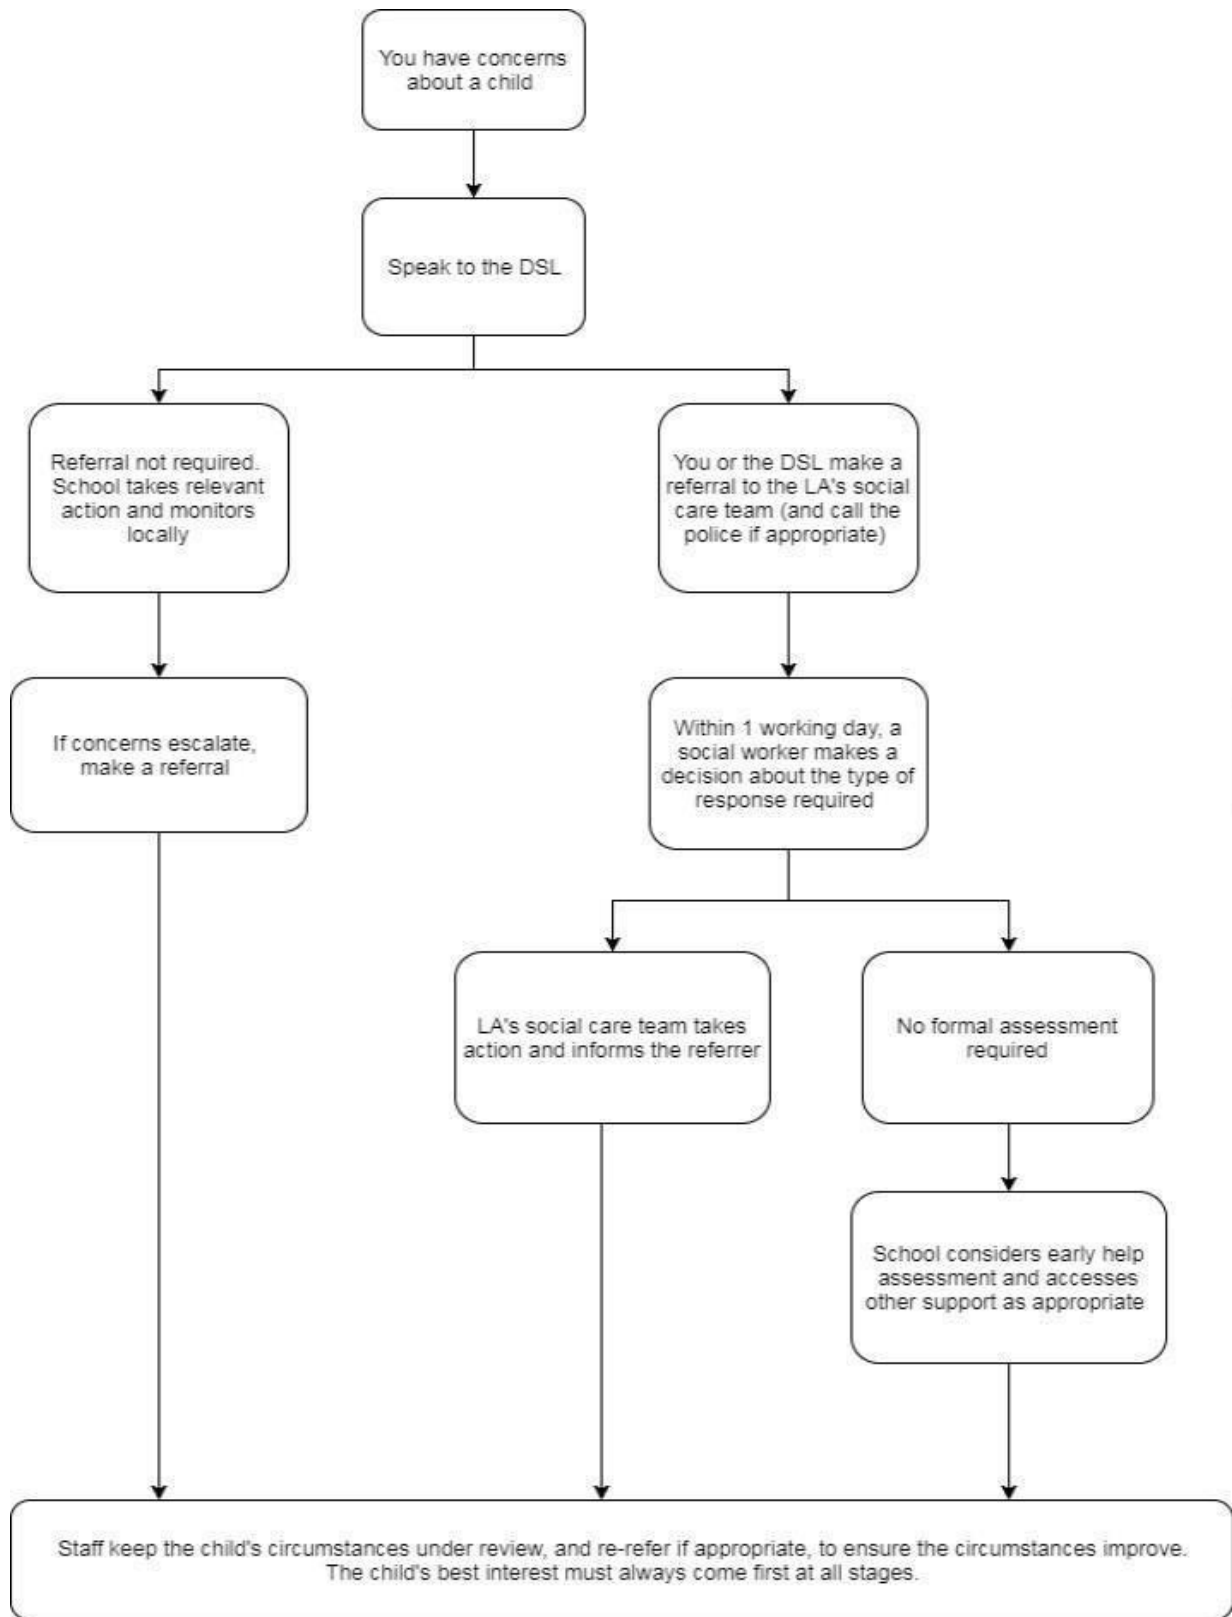 You have concerns
about a child
Speak to the DSL
Referral not required.
School takes relevant
action and monitors
locally
You or the DSL make a
referral to the LA's social
care team (and call the
police if appropriate)
If concerns escalate,
make a referral
Within 1 working day, a
social worker makes a
decision about the type of
response required
LA's social care team takes
action and informs the referrer
No formal assessment
required
School considers early help
assessment and accesses
other support as appropriate
Staff keep the child's circumstances under review, and re-refer if appropriate, to ensure the circumstances improve.
The child's best interest must always come first at all stages.